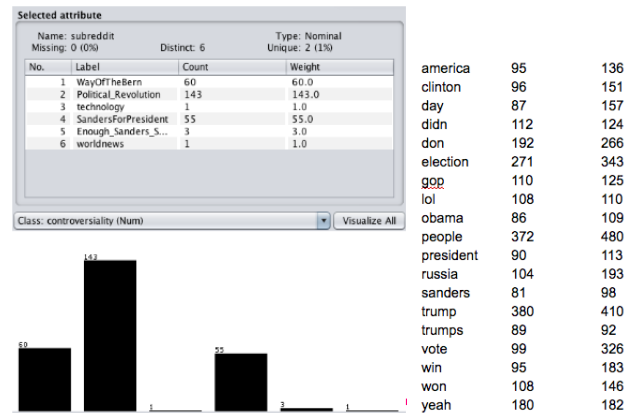 Selected attribute
Name: subreddit Type: Nominal
Missing: 0 (0%) Distinct: 6 Unique: 2 (1%)
No. Label Count Weight
1 WayOfTheBern 60 60.0
2 Political_Revolution 143 143.0
3 technology 1 1.0
4 SandersForPresident 55 55.0
5 Enough_Sanders_S... 3 3.0
6 worldnews 1 1.0
Class: controversiality (Num) Visualize All
143
60
55
1
3
1
america 95 136
clinton 96 151
day 87 157
didn 112 124
don 192 266
election 271 343
gop 110 125
lol 108 110
obama 86 109
people 372 480
president 90 113
russia 104 193
sanders 81 98
trump 380 410
trumps 89 92
vote 99 326
win 95 183
won 108 146
yeah 180 182